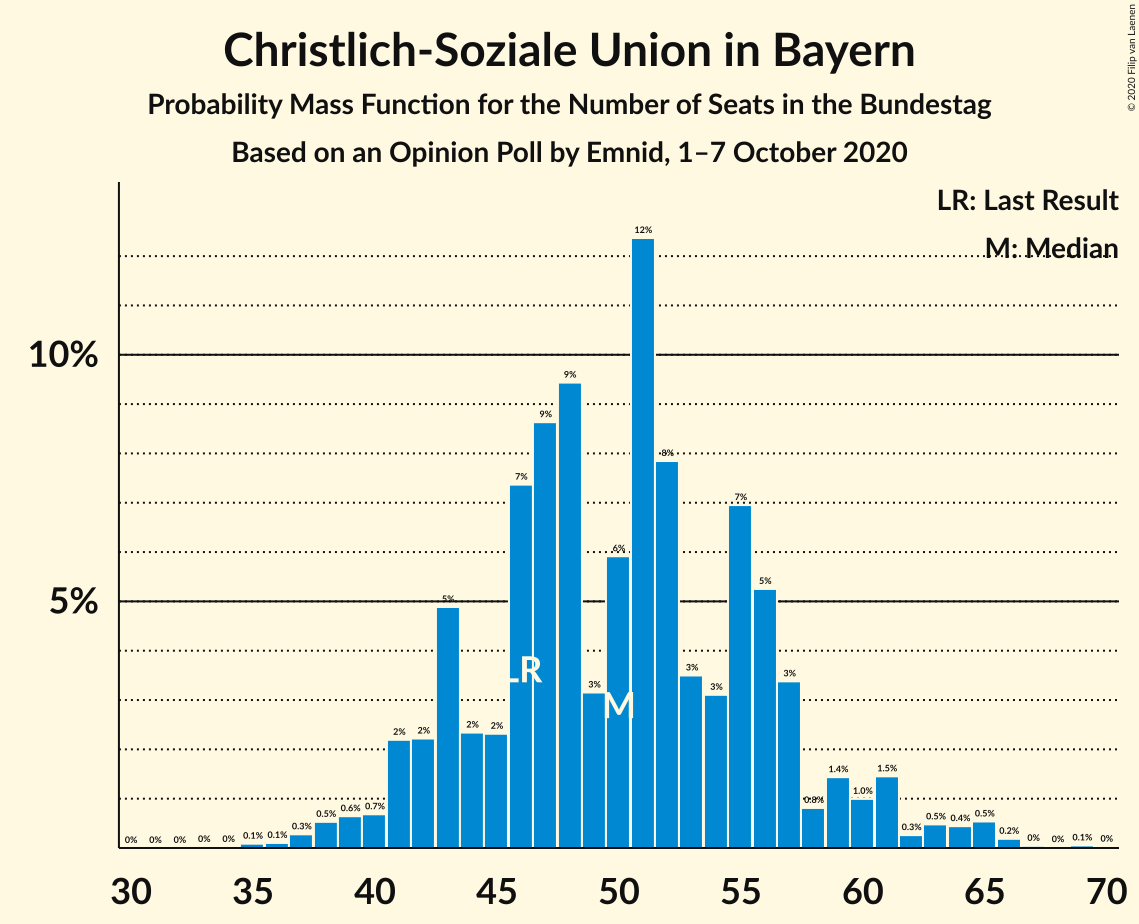 Christlich-Soziale Union in Bayern
Probability Mass Function for the Number of Seats in the Bundestag
Based on an Opinion Poll by Emnid, 1–7 October 2020
© 2020 Filip van Laenen
LR: Last Result
M: Median
10%
5%
0% 0% 0% 0% 0% 0.1% 0.1% 0.3% 0.5% 0.6% 0.7% 2% 2% 5% 2% 2% 7% 9% 9% 3% 6% 12% 8% 3% 3% 7% 5% 3% 0.8% 1.4% 1.0% 1.5% 0.3% 0.5% 0.4% 0.5% 0.2% 0% 0% 0.1% 0%
LR
M
30 35 40 45 50 55 60 65 70